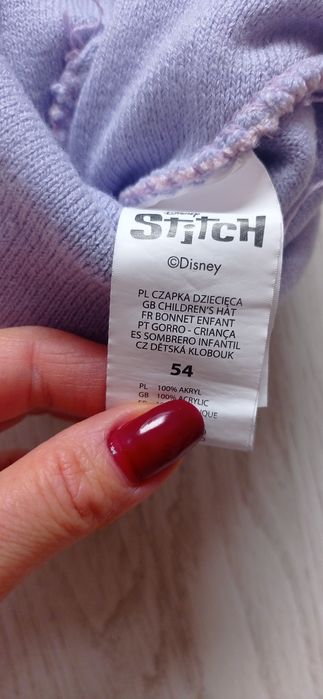 Disney
STITCH
©Disney
PL CZAPKA DZIECIĘCA
GB CHILDREN'S HAT
FR BONNET ENFANT
PT GORRO - CRIANÇA
ES SOMBRERO INFANTIL
CZ DĚTSKÁ KLOBOUK
54
PL 100% AKRYL
GB 100% ACRYLIC